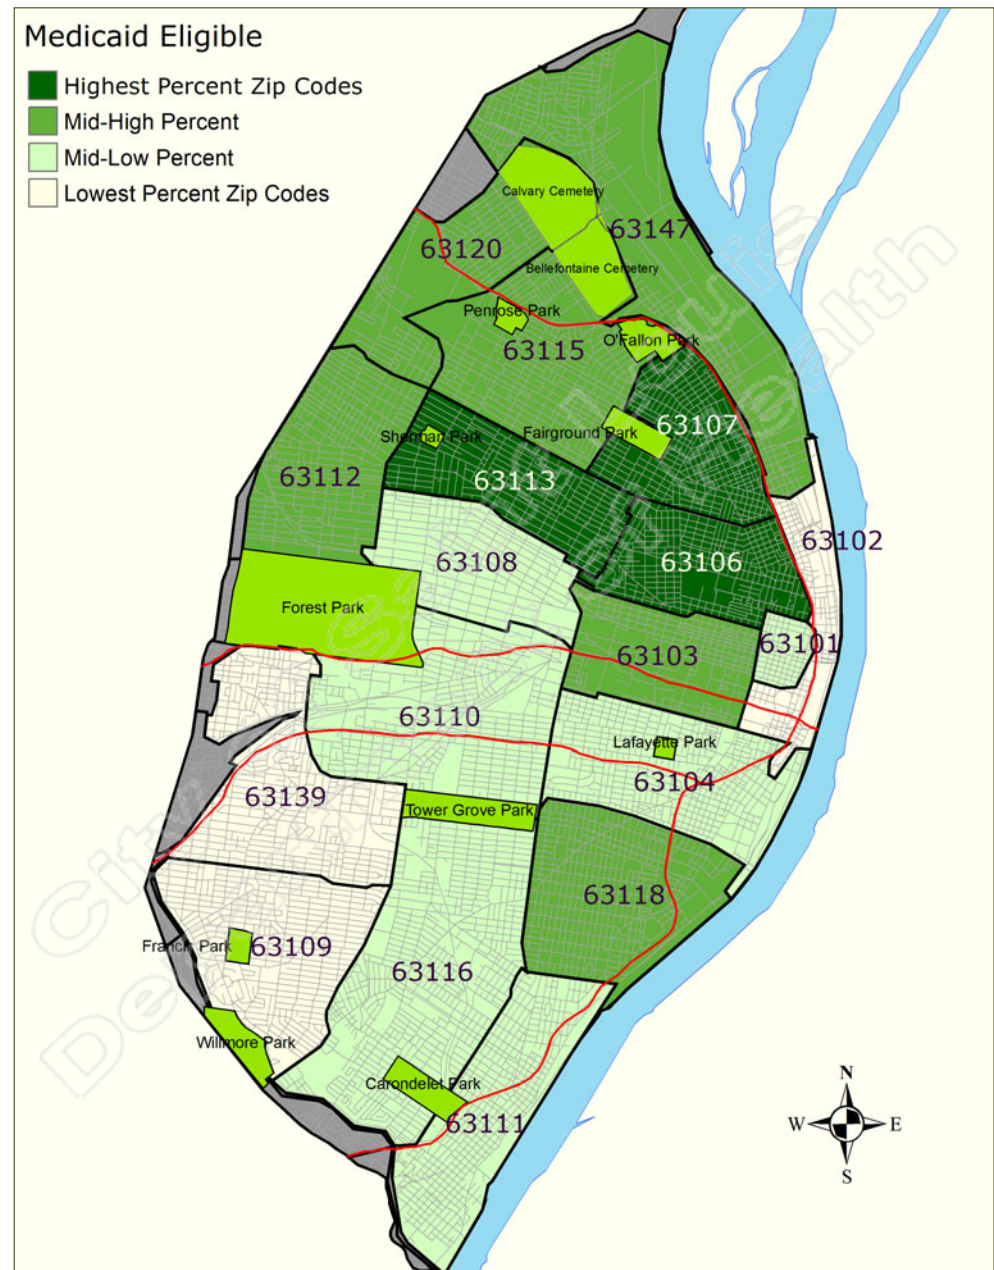 Medicaid Eligible
Highest Percent Zip Codes
Mid-High Percent
Mid-Low Percent
Lowest Percent Zip Codes
Calvary Cemetery
63147
63120
Bellefontaine Cemetery
Penrose Park
O'Fallon Park
63115
63107
Fairground Park
Sherman Park
63112
63113
63102
63106
63108
Forest Park
63101
63103
63110
Lafayette Park
63104
63139
Tower Grove Park
63118
Francis Park
63109
63116
Willmore Park
Carondelet Park
63111
N
W
E
S